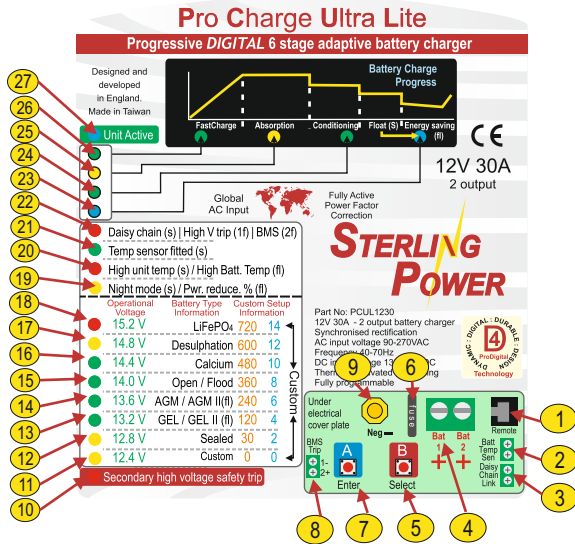 Pro Charge Ultra Lite
Progressive DIGITAL 6 stage adaptive battery charger
Designed and
developed
in England.
Made in Taiwan
Unit Active
Battery Charge
Progress
FastCharge
Absorption
Conditioning
Float (S)
Energy saving
(fl)
CE
12V 30A
2 output
Global
AC Input
Fully Active
Power Factor
Correction
STERLING
POWER
27
26
25
24
23
22
21
20
19
18
17
16
15
14
13
12
11
10
Daisy chain (s) | High V trip (1f) | BMS (2f)
Temp sensor fitted (s)
High unit temp (s) / High Batt. Temp (fl)
Night mode (s) / Pwr. reduce. % (fl)
Operational Voltage
Battery Type Information
Custom Setup Information
15.2 V LiFePO4 720 14
14.8 V Desulphation 600 12
14.4 V Calcium 480 10
14.0 V Open / Flood 360 8
13.6 V AGM / AGM II(fl) 240 6
13.2 V GEL / GEL II (fl) 120 4
12.8 V Sealed 30 2
12.4 V Custom 0 0
Custom
Secondary high voltage safety trip
Part No: PCUL1230
12V 30A - 2 output battery charger
Synchronised rectification
AC input voltage 90-270VAC
Frequency 40-70Hz
DC in
e 13
DC
Ther
vated
ng
Fully programmable
DYNAMIC : DIGITAL : DURABLE : DESIGN
D4
ProDigital
Technology
9
6
Under
electrical
cover plate
Neg
fuse
Bat
1
+
Bat
2
+
Remote
Batt
Temp
Sen
Daisy
Chain
Link
BMS
Trip
1-
2+
A
Enter
B
Select
1
2
3
4
5
7
8